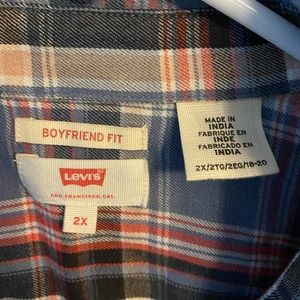 BOYFRIEND FIT
Levi's
SAN FRANCISCO, CAL.
2X
MADE IN
INDIA
FABRIQUE EN
INDE
FABRICADO EN
INDIA
2X/2TG/2EG/18-20